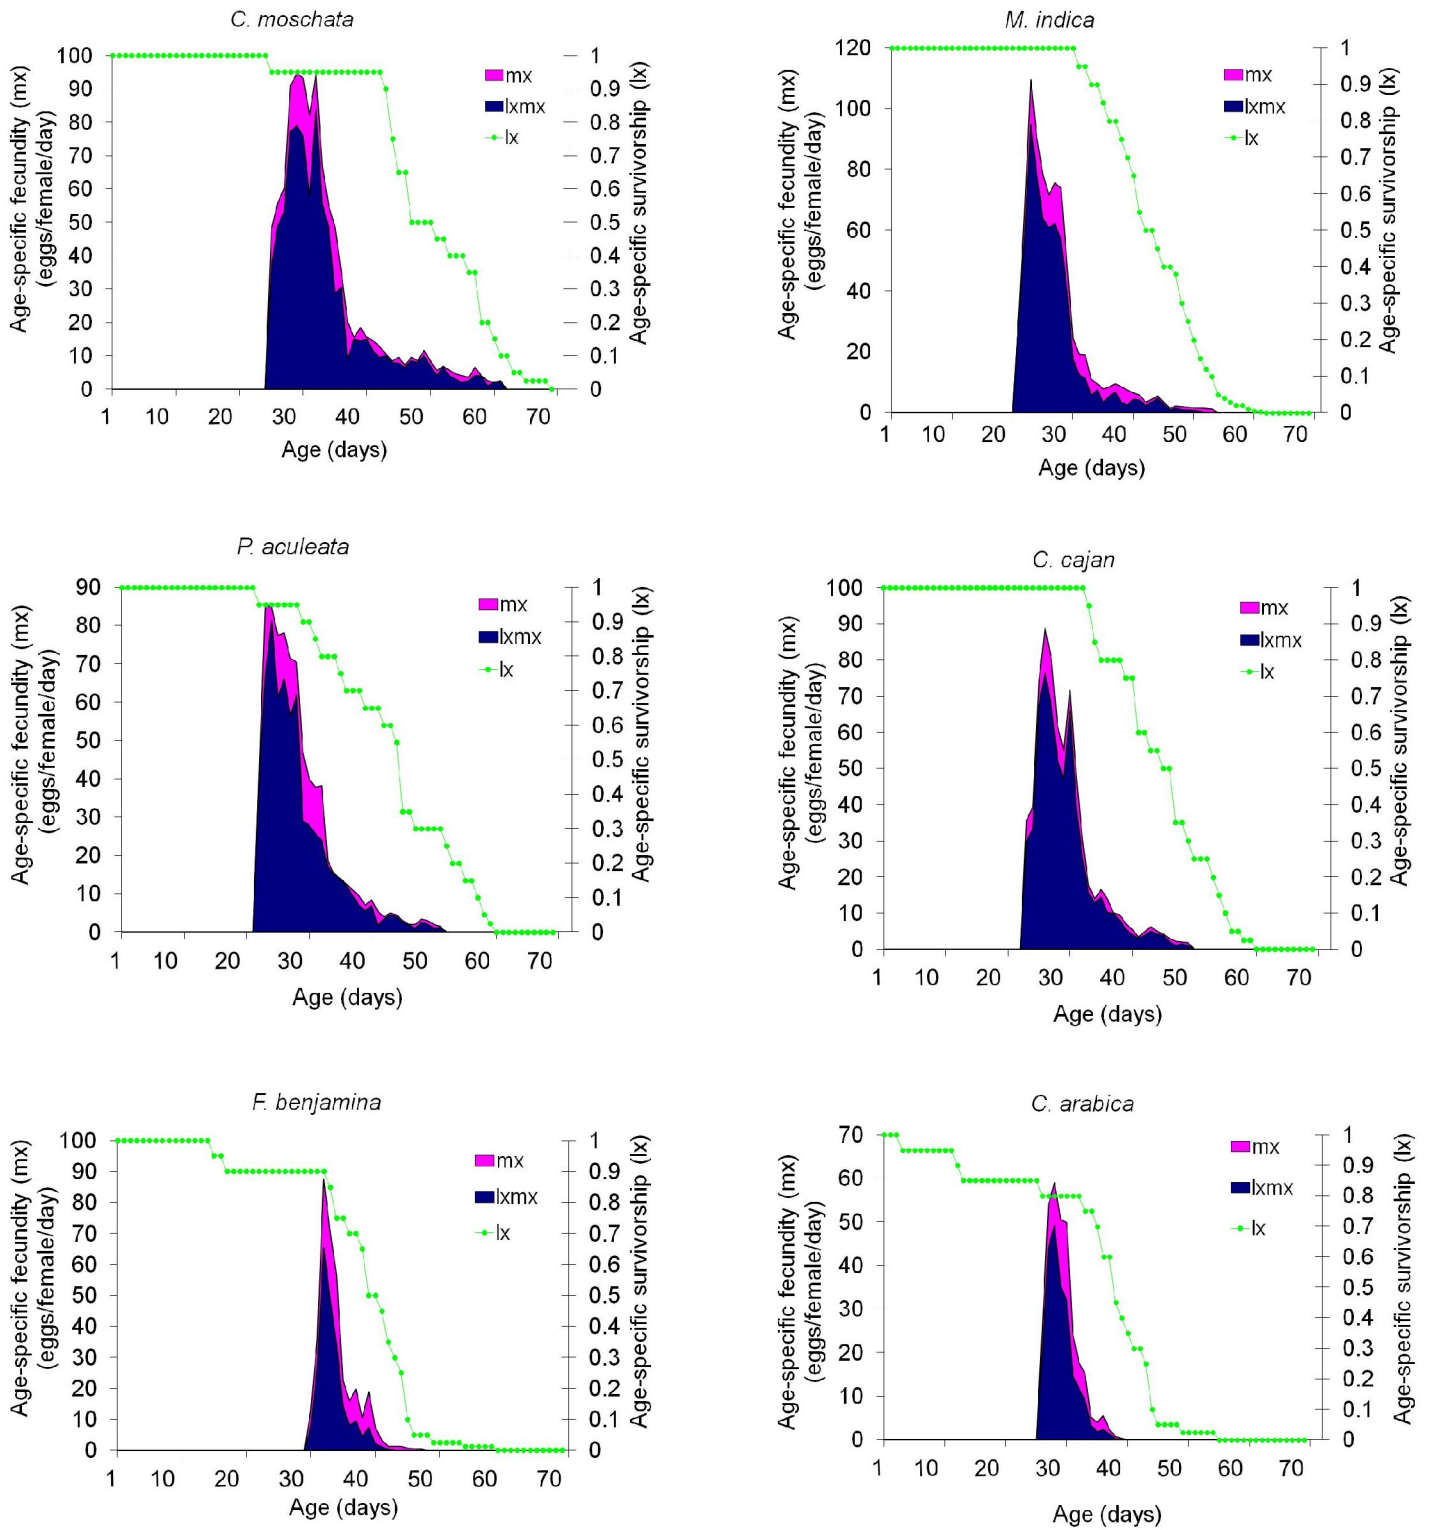 C. moschata
Age-specific fecundity (mx)
(eggs/female/day)
100
90
80
70
60
50
40
30
20
10
0
mx
lxmx
lx
1
0.9
0.8
0.7
0.6
0.5
0.4
0.3
0.2
0.1
0
Age-specific survivorship (lx)
1 10 20 30 40 50 60 70
Age (days)
M. indica
Age-specific fecundity (mx)
(eggs/female/day)
120
100
80
60
40
20
0
mx
lxmx
lx
1
0.9
0.8
0.7
0.6
0.5
0.4
0.3
0.2
0.1
0
Age-specific survivorship (lx)
1 10 20 30 40 50 60 70
Age (days)
P. aculeata
Age-specific fecundity (mx)
(eggs/female/day)
90
80
70
60
50
40
30
20
10
0
mx
lxmx
lx
1
0.9
0.8
0.7
0.6
0.5
0.4
0.3
0.2
0.1
0
Age-specific survivorship (lx)
1 10 20 30 40 50 60 70
Age (days)
C. cajan
Age-specific fecundity (mx)
(eggs/female/day)
100
90
80
70
60
50
40
30
20
10
0
mx
lxmx
lx
1
0.9
0.8
0.7
0.6
0.5
0.4
0.3
0.2
0.1
0
Age-specific survivorship (lx)
1 10 20 30 40 50 60 70
Age (days)
F. benjamina
Age-specific fecundity (mx)
(eggs/female/day)
100
90
80
70
60
50
40
30
20
10
0
mx
lxmx
lx
1
0.9
0.8
0.7
0.6
0.5
0.4
0.3
0.2
0.1
0
Age-specific survivorship (lx)
1 10 20 30 40 50 60 70
Age (days)
C. arabica
Age-specific fecundity (mx)
(eggs/female/day)
70
60
50
40
30
20
10
0
mx
lxmx
lx
1
0.9
0.8
0.7
0.6
0.5
0.4
0.3
0.2
0.1
0
Age-specific survivorship (lx)
1 10 20 30 40 50 60 70
Age (days)